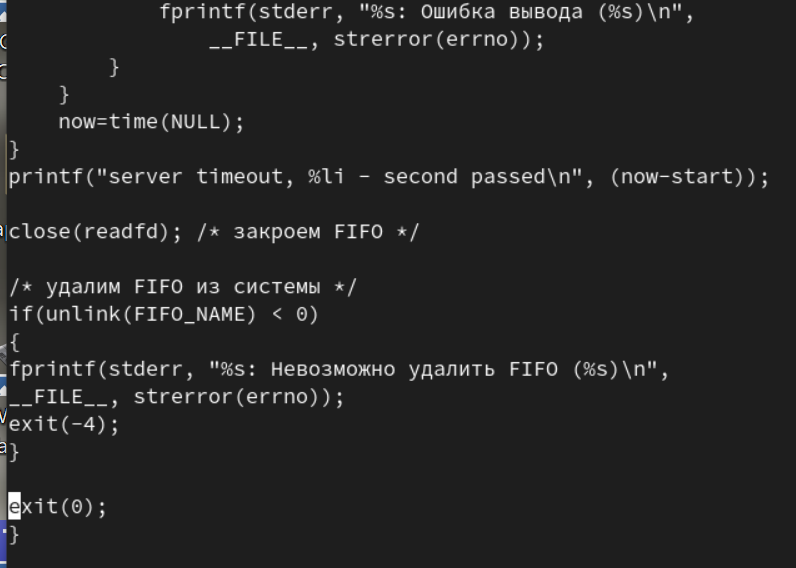 fprintf(stderr, "%s: Ошибка вывода (%s)\n",
__FILE__, strerror(errno));
}
}
now=time(NULL);
}
printf("server timeout, %li - second passed\n", (now-start));
close(readfd); /* закроем FIFO */
/* удалим FIFO из системы */
if(unlink(FIFO_NAME) < 0)
{
fprintf(stderr, "%s: Невозможно удалить FIFO (%s)\n",
__FILE__, strerror(errno));
exit(-4);
}
exit(0);
}